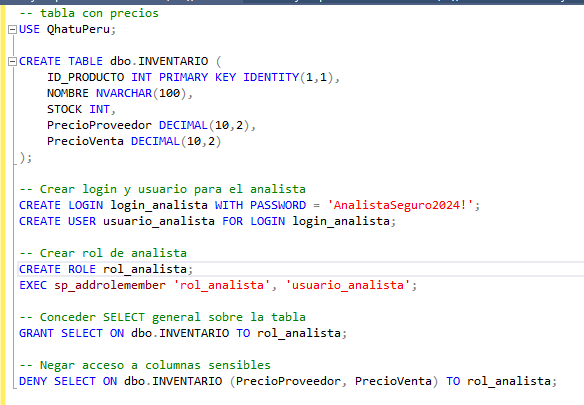 -- tabla con precios
USE QhatuPeru;
CREATE TABLE dbo.INVENTARIO (
ID_PRODUCTO INT PRIMARY KEY IDENTITY(1,1),
NOMBRE NVARCHAR(100),
STOCK INT,
PrecioProveedor DECIMAL(10,2),
PrecioVenta DECIMAL(10,2)
);
-- Crear login y usuario para el analista
CREATE LOGIN login_analista WITH PASSWORD = 'AnalistaSeguro2024!';
CREATE USER usuario_analista FOR LOGIN login_analista;
-- Crear rol de analista
CREATE ROLE rol_analista;
EXEC sp_addrolemember 'rol_analista', 'usuario_analista';
-- Conceder SELECT general sobre la tabla
GRANT SELECT ON dbo.INVENTARIO TO rol_analista;
-- Negar acceso a columnas sensibles
DENY SELECT ON dbo.INVENTARIO (PrecioProveedor, PrecioVenta) TO rol_analista;